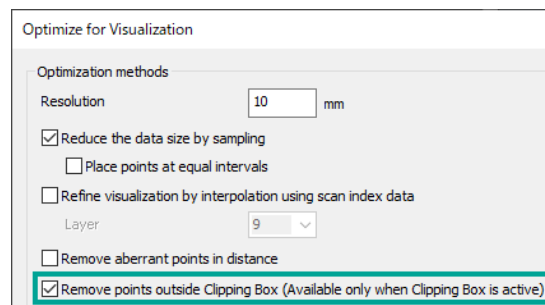 Optimize for Visualization
Optimization methods
Resolution 10 mm
Reduce the data size by sampling
Place points at equal intervals
Refine visualization by interpolation using scan index data
Layer 9
Remove aberrant points in distance
Remove points outside Clipping Box (Available only when Clipping Box is active)